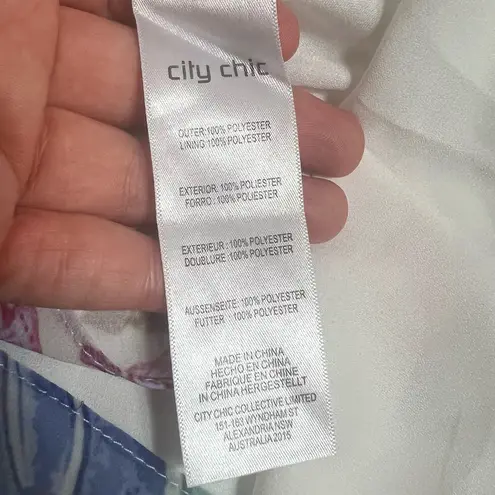 city chic
OUTER:100% POLYESTER
LINING:100% POLYESTER
EXTERIOR: 100% POLIESTER
FORRO: 100% POLYESTER
EXTERIEUR: 100% POLYESTER
DOUBLURE: 100% POLYESTER
AUSSENSEITE: 100% POLYESTER
FUTTER : 100% POLYESTER
MADE IN CHINA
HECHO EN CHINA
FABRIQUE EN CHINE
IN CHINA HERGESTELLT
CITY CHIC COLLECTIVE LIMITED
151-163 WYNDHAM ST
ALEXANDRIA NSW
AUSTRALIA 2015